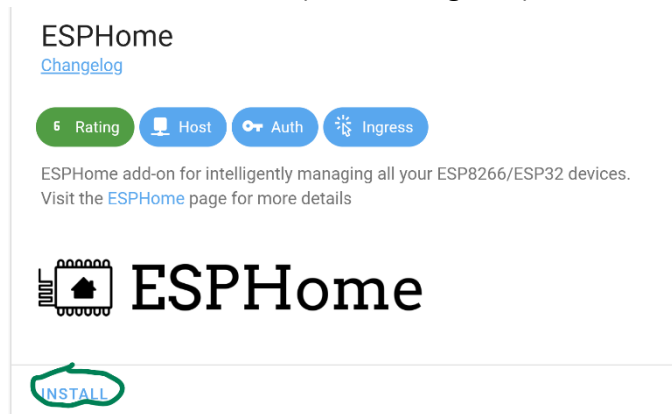 ESPHome
Changelog
6 Rating Host Auth Ingress
ESPHome add-on for intelligently managing all your ESP8266/ESP32 devices.
Visit the ESPHome page for more details
ESPHome
INSTALL